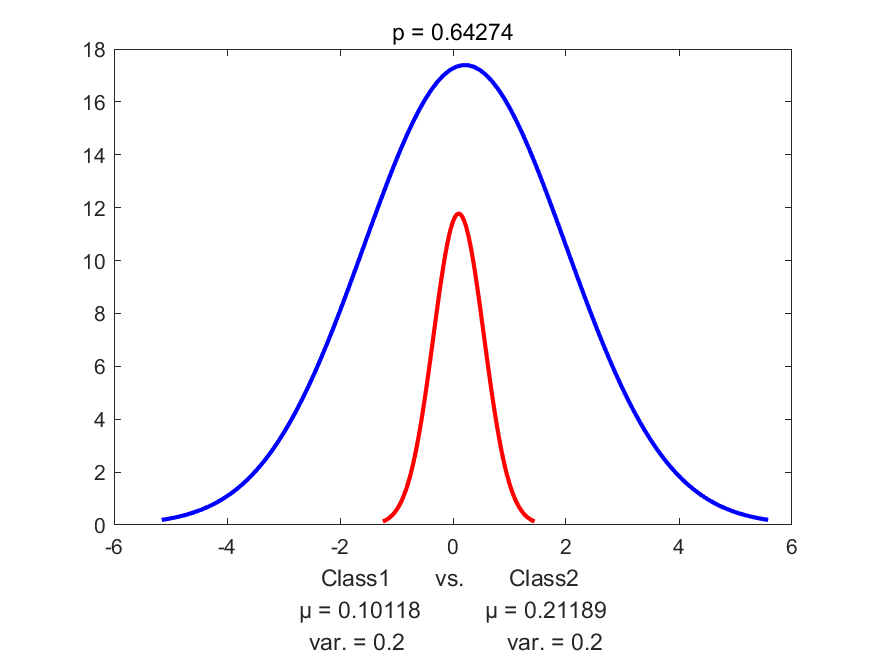 p = 0.64274
18
16
14
12
10
8
6
4
2
0
-6 -4 -2 0 2 4 6
Class1 vs. Class2
μ = 0.10118 μ = 0.21189
var. = 0.2 var. = 0.2